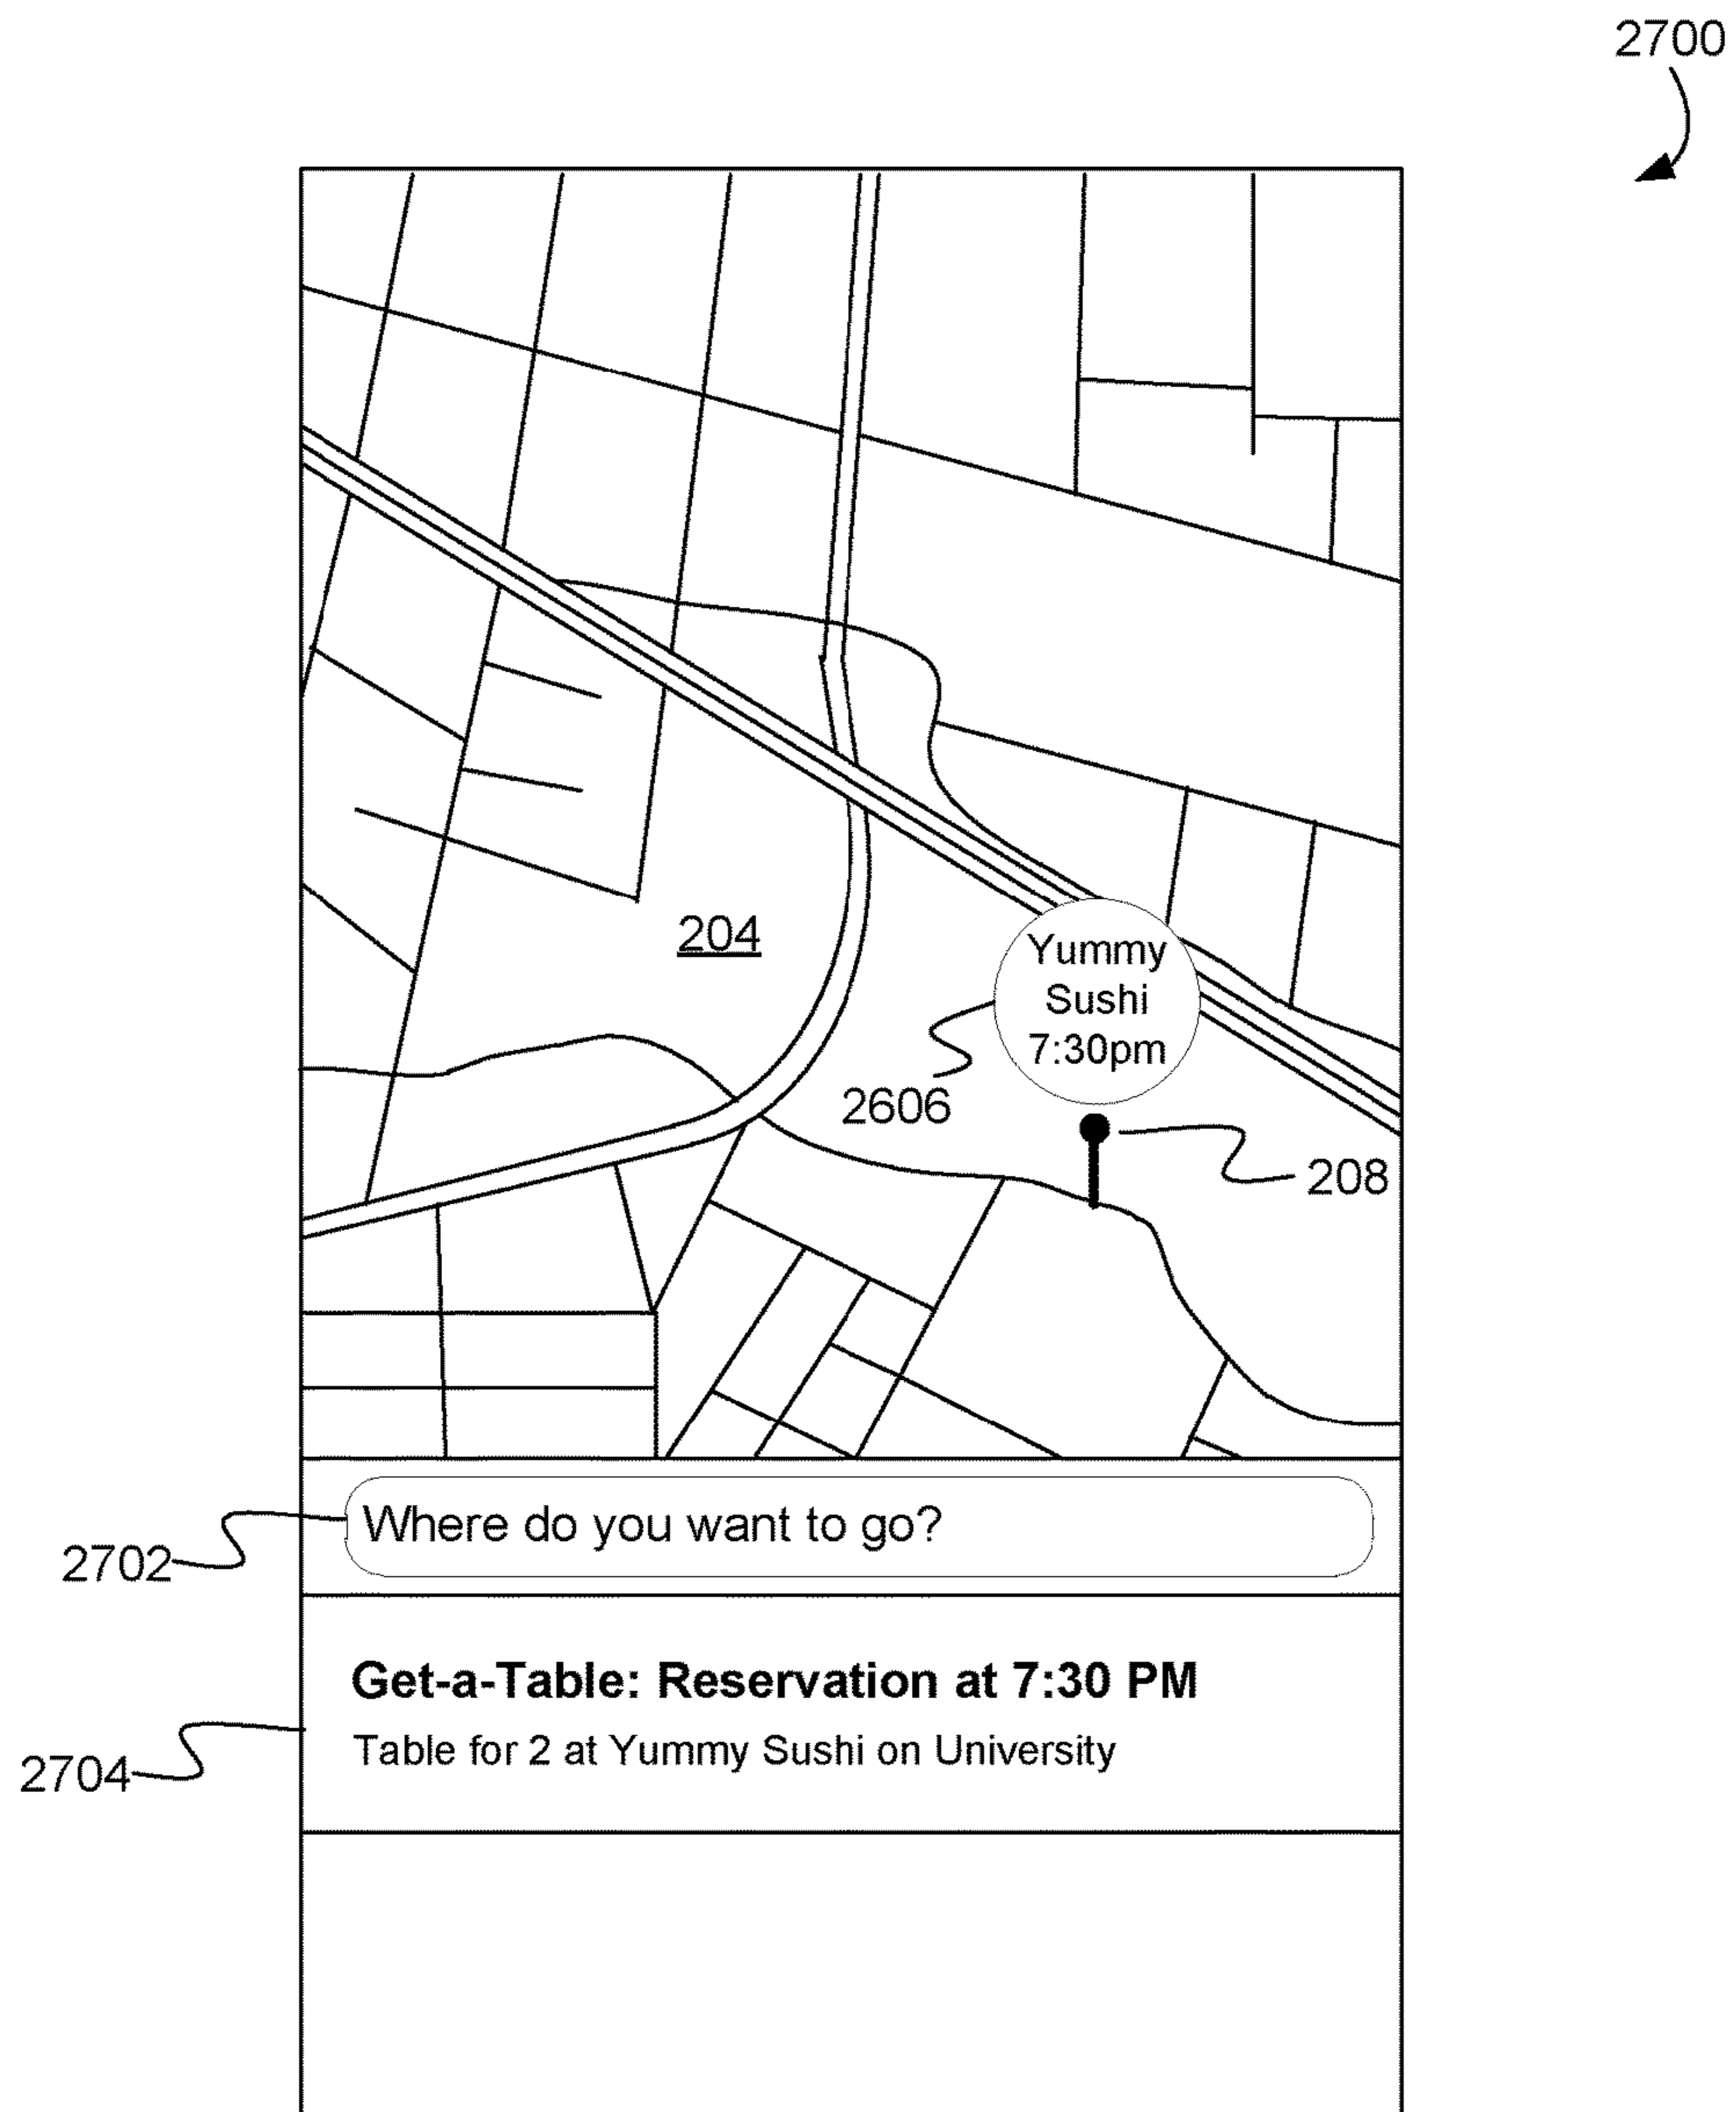 2700
204
Yummy
Sushi
7:30pm
2606
208
Where do you want to go?
2702
Get-a-Table: Reservation at 7:30 PM
Table for 2 at Yummy Sushi on University
2704